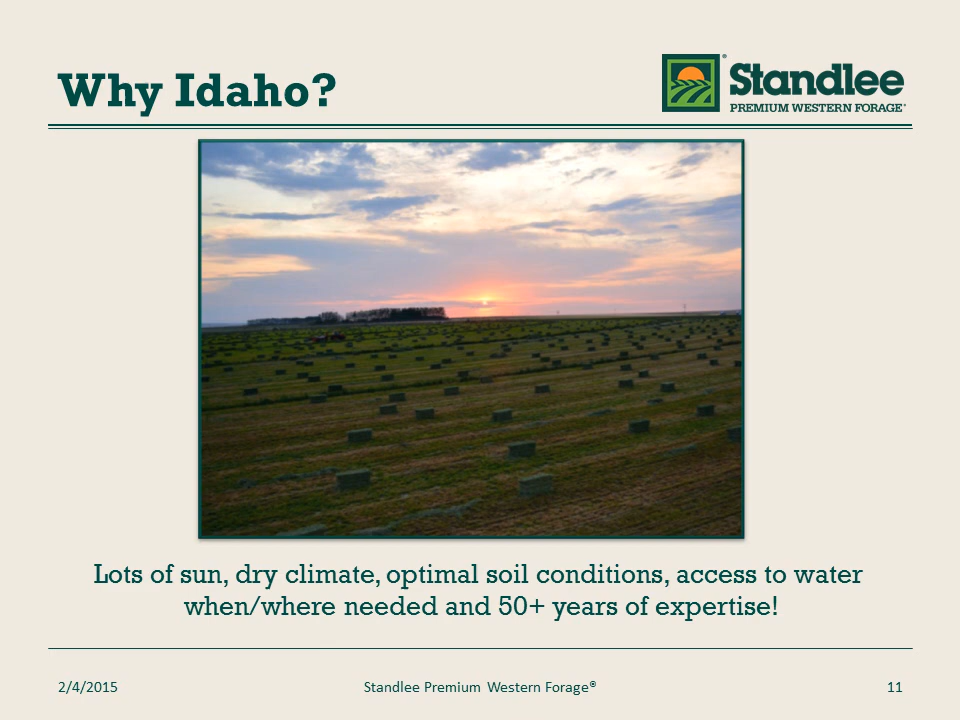 Why Idaho?
Standlee®
PREMIUM WESTERN FORAGE®
Lots of sun, dry climate, optimal soil conditions, access to water
when/where needed and 50+ years of expertise!
2/4/2015
Standlee Premium Western Forage®
11